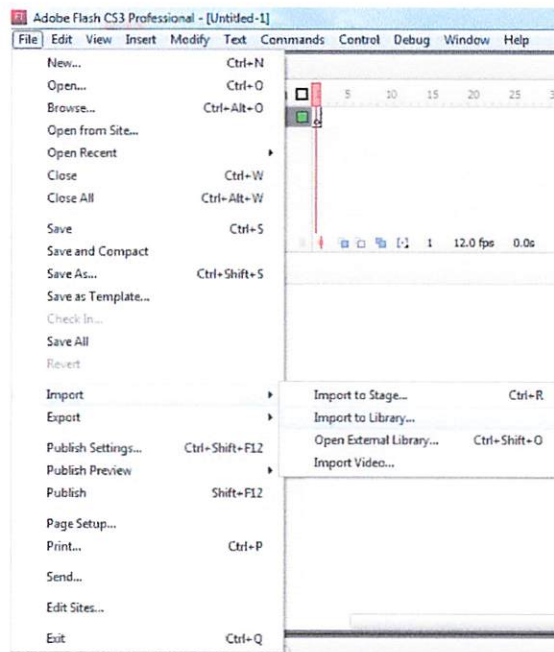 Adobe Flash CS3 Professional - [Untitled-1]
File Edit View Insert Modify Text Commands Control Debug Window Help
New... Ctrl+N
Open... Ctrl+O
Browse... Ctrl+Alt+O
Open from Site...
Open Recent
Close Ctrl+W
Close All Ctrl+Alt+W
Save Ctrl+S
Save and Compact
Save As... Ctrl+Shift+S
Save as Template...
Check In...
Save All
Revert
Import
Export
Publish Settings... Ctrl+Shift+F12
Publish Preview
Publish Shift+F12
Page Setup...
Print... Ctrl+P
Send...
Edit Sites...
Exit Ctrl+Q
5 10 15 20 25
1 12.0 fps 0.0s
Import to Stage... Ctrl+R
Import to Library...
Open External Library... Ctrl+Shift+O
Import Video...